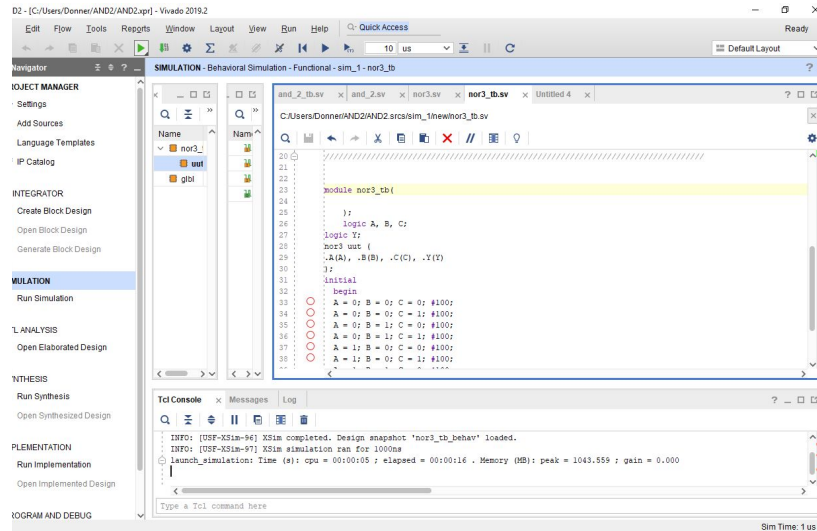 D2 - [C:/Users/Donner/AND2/AND2.xpr] - Vivado 2019.2
Edit Flow Tools Reports Window Layout View Run Help Quick Access
Ready
10 us
Default Layout
Navigator
SIMULATION - Behavioral Simulation - Functional - sim_1 - nor3_tb
ROJECT MANAGER
Settings
Add Sources
Language Templates
IP Catalog
INTEGRATOR
Create Block Design
Open Block Design
Generate Block Design
MULATION
Run Simulation
TL ANALYSIS
Open Elaborated Design
NTHESIS
Run Synthesis
Open Synthesized Design
PLEMENTATION
Run Implementation
Open Implemented Design
ROGRAM AND DEBUG
Name
nor3_
uut
glbl
Nam
and_2_tb.sv and_2.sv nor3.sv nor3_tb.sv Untitled 4
C:/Users/Donner/AND2/AND2.srcs/sim_1/new/nor3_tb.sv
20 //////////////////////////////////////////////////////////////////////////////////
21
22
23 module nor3_tb(
24
25 );
26 logic A, B, C;
27 logic Y;
28 nor3 uut (
29 .A(A), .B(B), .C(C), .Y(Y)
30 );
31 initial
32 begin
33 A = 0; B = 0; C = 0; #100;
34 A = 0; B = 0; C = 1; #100;
35 A = 0; B = 1; C = 0; #100;
36 A = 0; B = 1; C = 1; #100;
37 A = 1; B = 0; C = 0; #100;
38 A = 1; B = 0; C = 1; #100;
Tcl Console Messages Log
INFO: [USF-XSim-96] XSim completed. Design snapshot 'nor3_tb_behav' loaded.
INFO: [USF-XSim-97] XSim simulation ran for 1000ns
launch_simulation: Time (s): cpu = 00:00:05 ; elapsed = 00:00:16 . Memory (MB): peak = 1043.559 ; gain = 0.000
Type a Tcl command here
Sim Time: 1 us